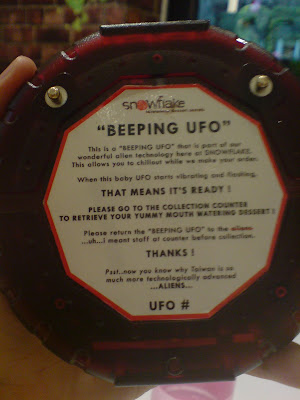 snowflake
"BEEPING UFO"
This is a "BEEPING UFO" that is part of our
wonderful alien technology here at SNOWFLAKE.
This allows you to chillout while we make your order.
When this baby UFO starts vibrating and flashing,
THAT MEANS IT'S READY !
PLEASE GO TO THE COLLECTION COUNTER
TO RETRIEVE YOUR YUMMY MOUTH WATERING DESSERT !
Please return the "BEEPING UFO" to the aliens
...uh...i meant staff at counter before collection.
THANKS !
Psst..now you know why Taiwan is so
much more technologically advanced
...ALIENS...
UFO #